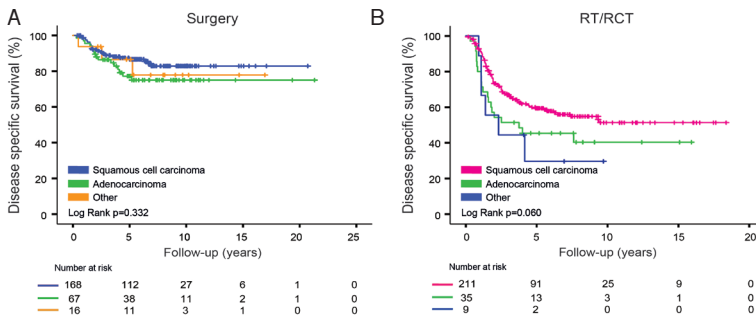 A
Surgery
Disease specific survival (%)
100
80
60
40
20
0
Squamous cell carcinoma
Adenocarcinoma
Other
Log Rank p=0.332
0 5 10 15 20 25
Follow-up (years)
Number at risk
168 112 27 6 1 0
67 38 11 2 1 0
16 11 3 1 0 0
B
RT/RCT
Disease specific survival (%)
100
80
60
40
20
0
Squamous cell carcinoma
Adenocarcinoma
Other
Log Rank p=0.060
0 5 10 15 20
Follow-up (years)
Number at risk
211 91 25 9 0
35 13 3 1 0
9 2 0 0 0